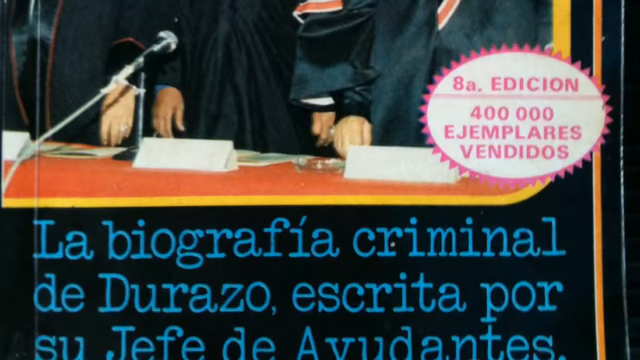 8a. EDICION
400 000
EJEMPLARES
VENDIDOS
La biografía criminal
de Durazo, escrita por
su Jefe de Ayudantes.